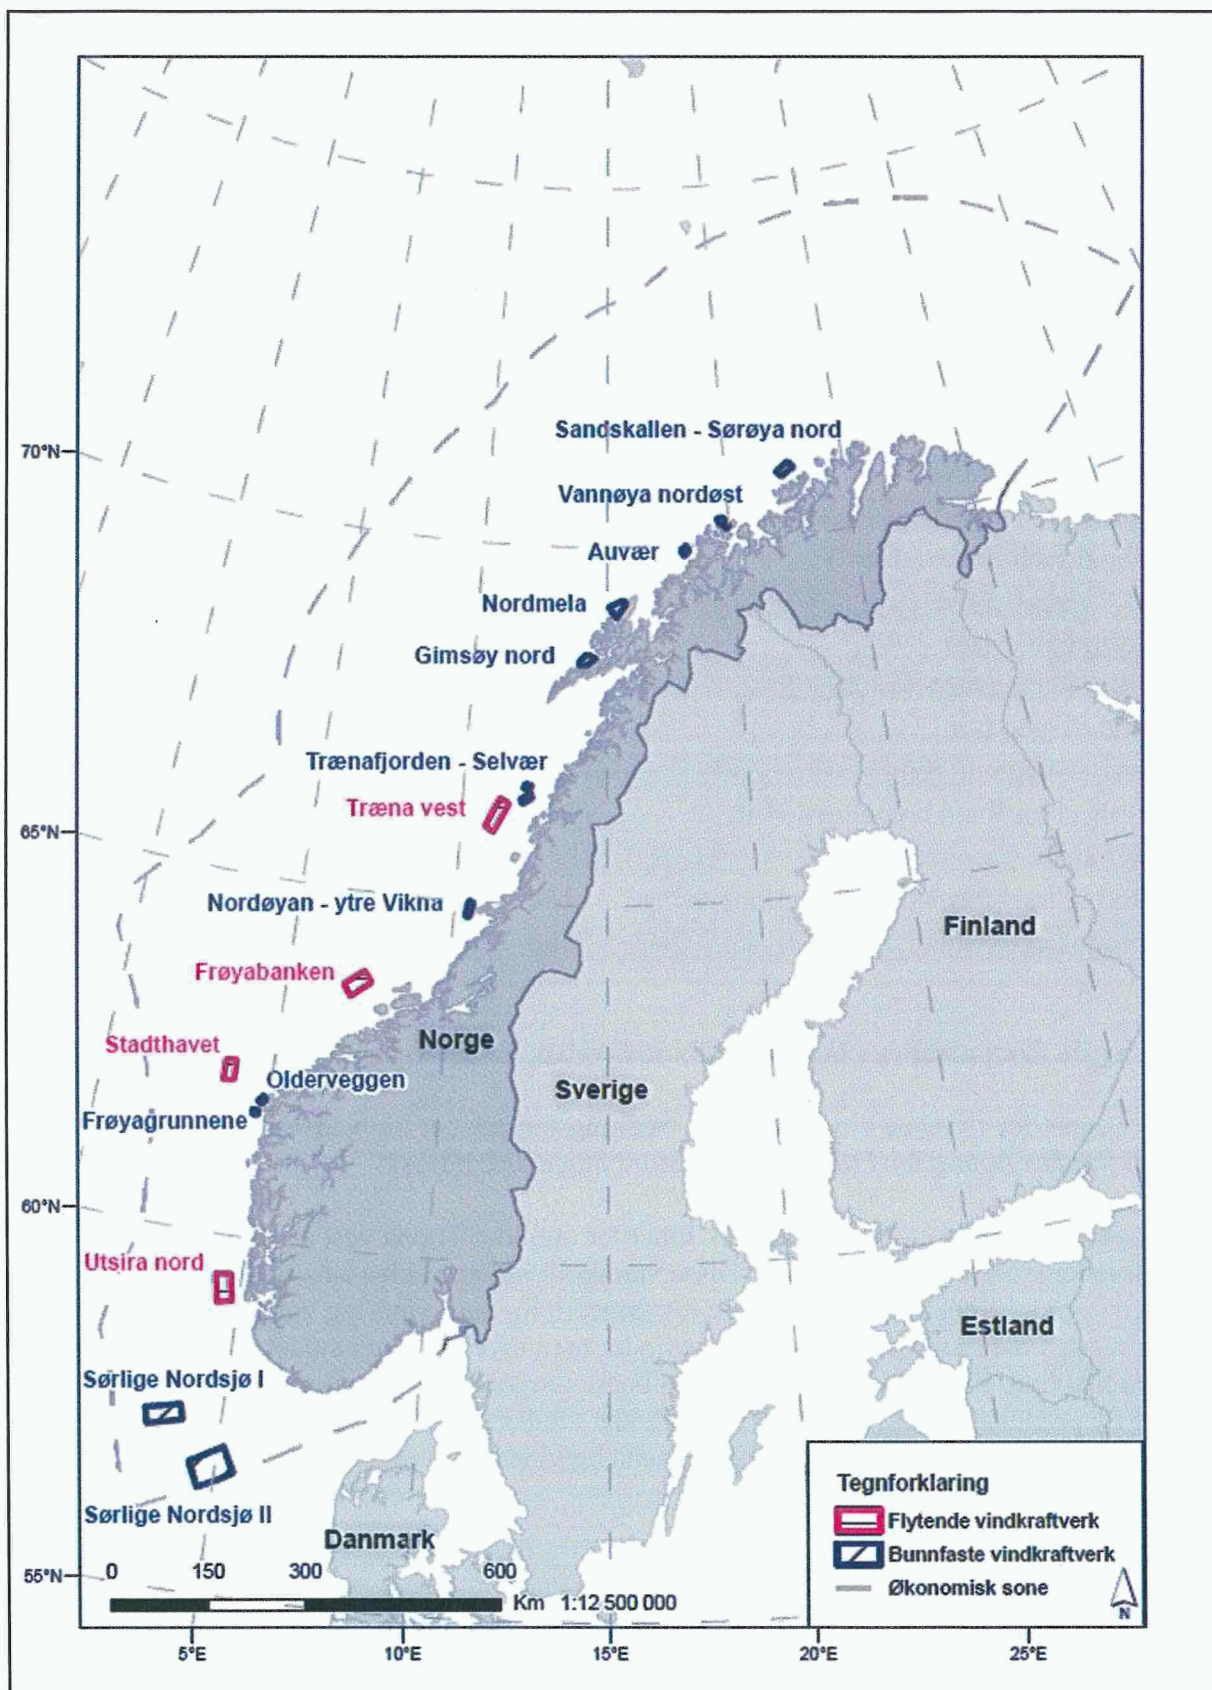 Sandskallen - Sørøya nord
70°N
Vannøya nordøst
Auvær
Nordmela
Gimsøy nord
Trænafjorden - Selvær
Træna vest
65°N
Nordøyan - ytre Vikna
Finland
Frøyabanken
Norge
Stadthavet
Olderveggen
Sverige
Frøyagrunnene
60°N
Utsira nord
Estland
Sørlige Nordsjø I
Sørlige Nordsjø II
Danmark
Tegnforklaring
Flytende vindkraftverk
Bunnfaste vindkraftverk
Økonomisk sone
N
0 150 300 600
Km 1:12 500 000
55°N
5°E 10°E 15°E 20°E 25°E